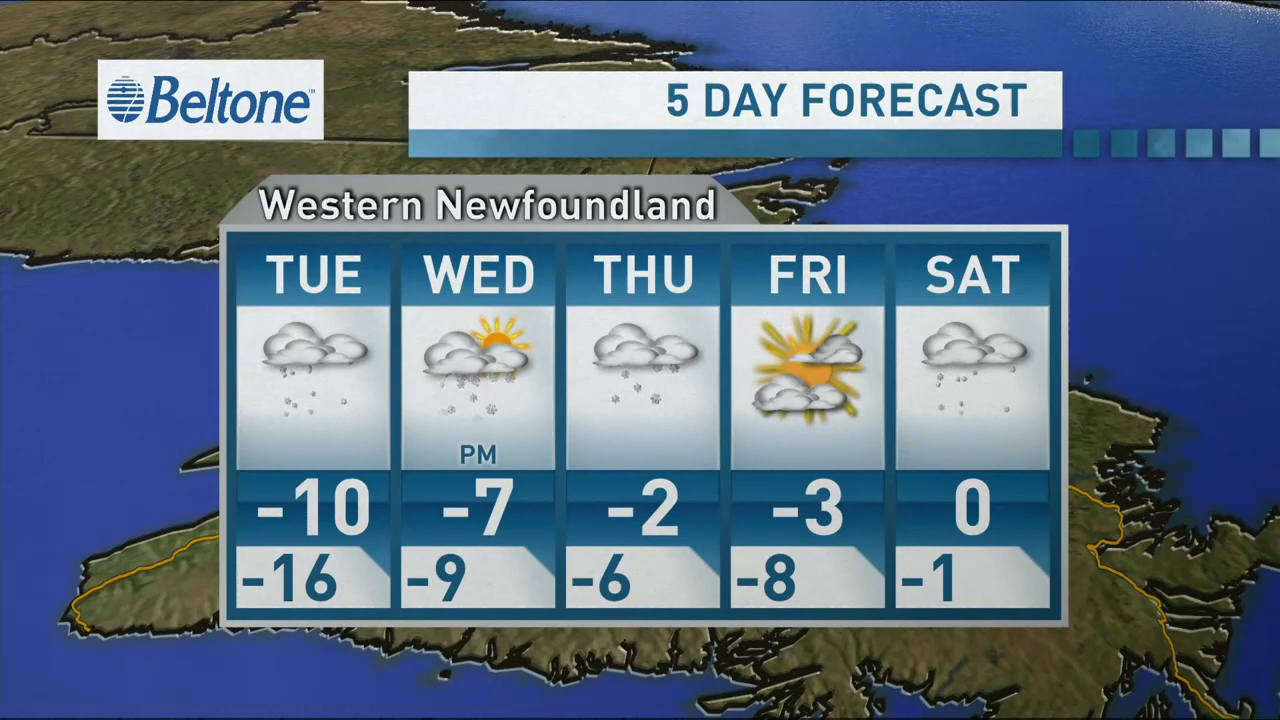 Beltone™
5 DAY FORECAST
Western Newfoundland
TUE WED THU FRI SAT
PM
-10 -7 -2 -3 0
-16 -9 -6 -8 -1